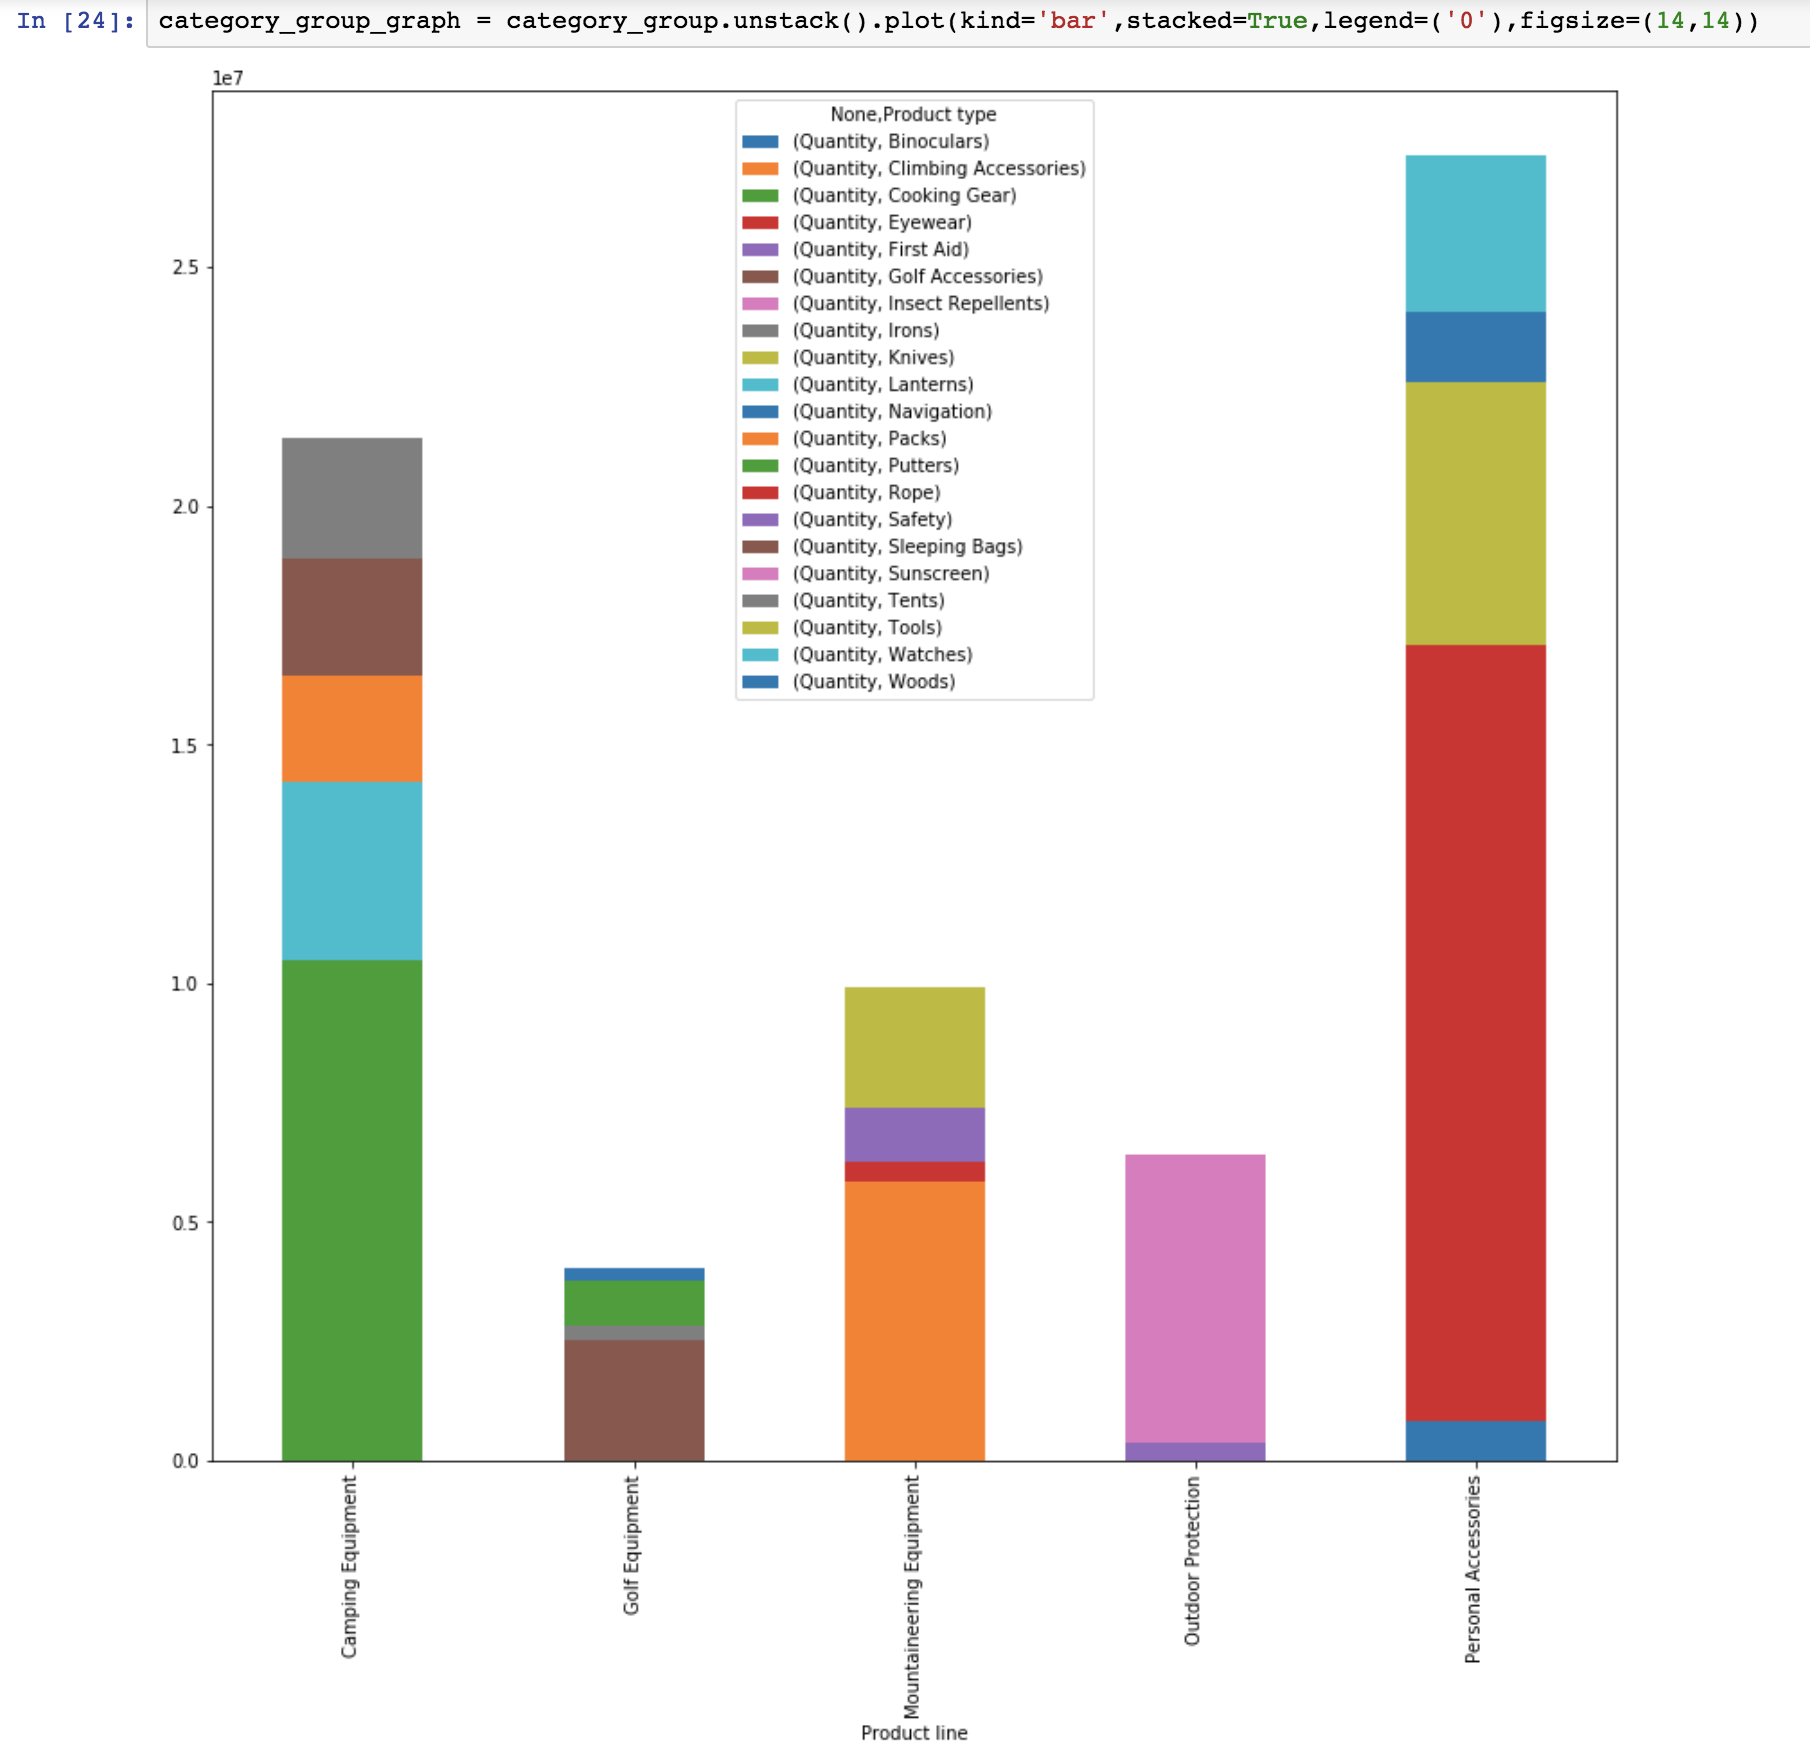 In [24]: category_group_graph = category_group.unstack().plot(kind='bar',stacked=True,legend=('0'),figsize=(14,14))
1e7
None,Product type
(Quantity, Binoculars)
(Quantity, Climbing Accessories)
(Quantity, Cooking Gear)
(Quantity, Eyewear)
(Quantity, First Aid)
(Quantity, Golf Accessories)
(Quantity, Insect Repellents)
(Quantity, Irons)
(Quantity, Knives)
(Quantity, Lanterns)
(Quantity, Navigation)
(Quantity, Packs)
(Quantity, Putters)
(Quantity, Rope)
(Quantity, Safety)
(Quantity, Sleeping Bags)
(Quantity, Sunscreen)
(Quantity, Tents)
(Quantity, Tools)
(Quantity, Watches)
(Quantity, Woods)
2.5
2.0
1.5
1.0
0.5
0.0
Camping Equipment
Golf Equipment
Mountaineering Equipment
Outdoor Protection
Personal Accessories
Product line